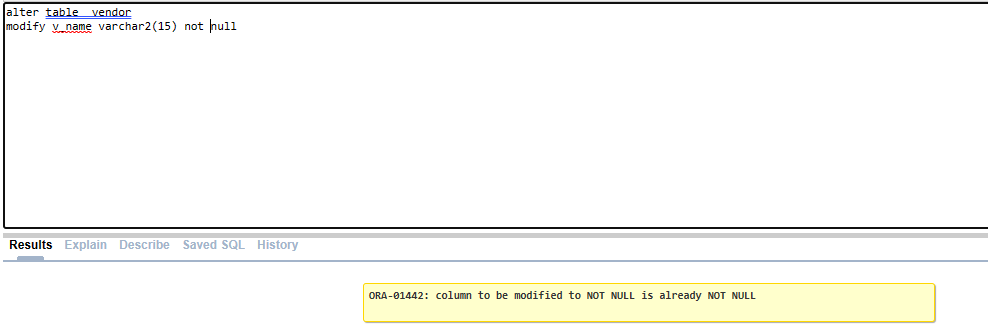 alter table  vendor
modify v_name varchar2(15) not null
Results Explain Describe Saved SQL History
ORA-01442: column to be modified to NOT NULL is already NOT NULL